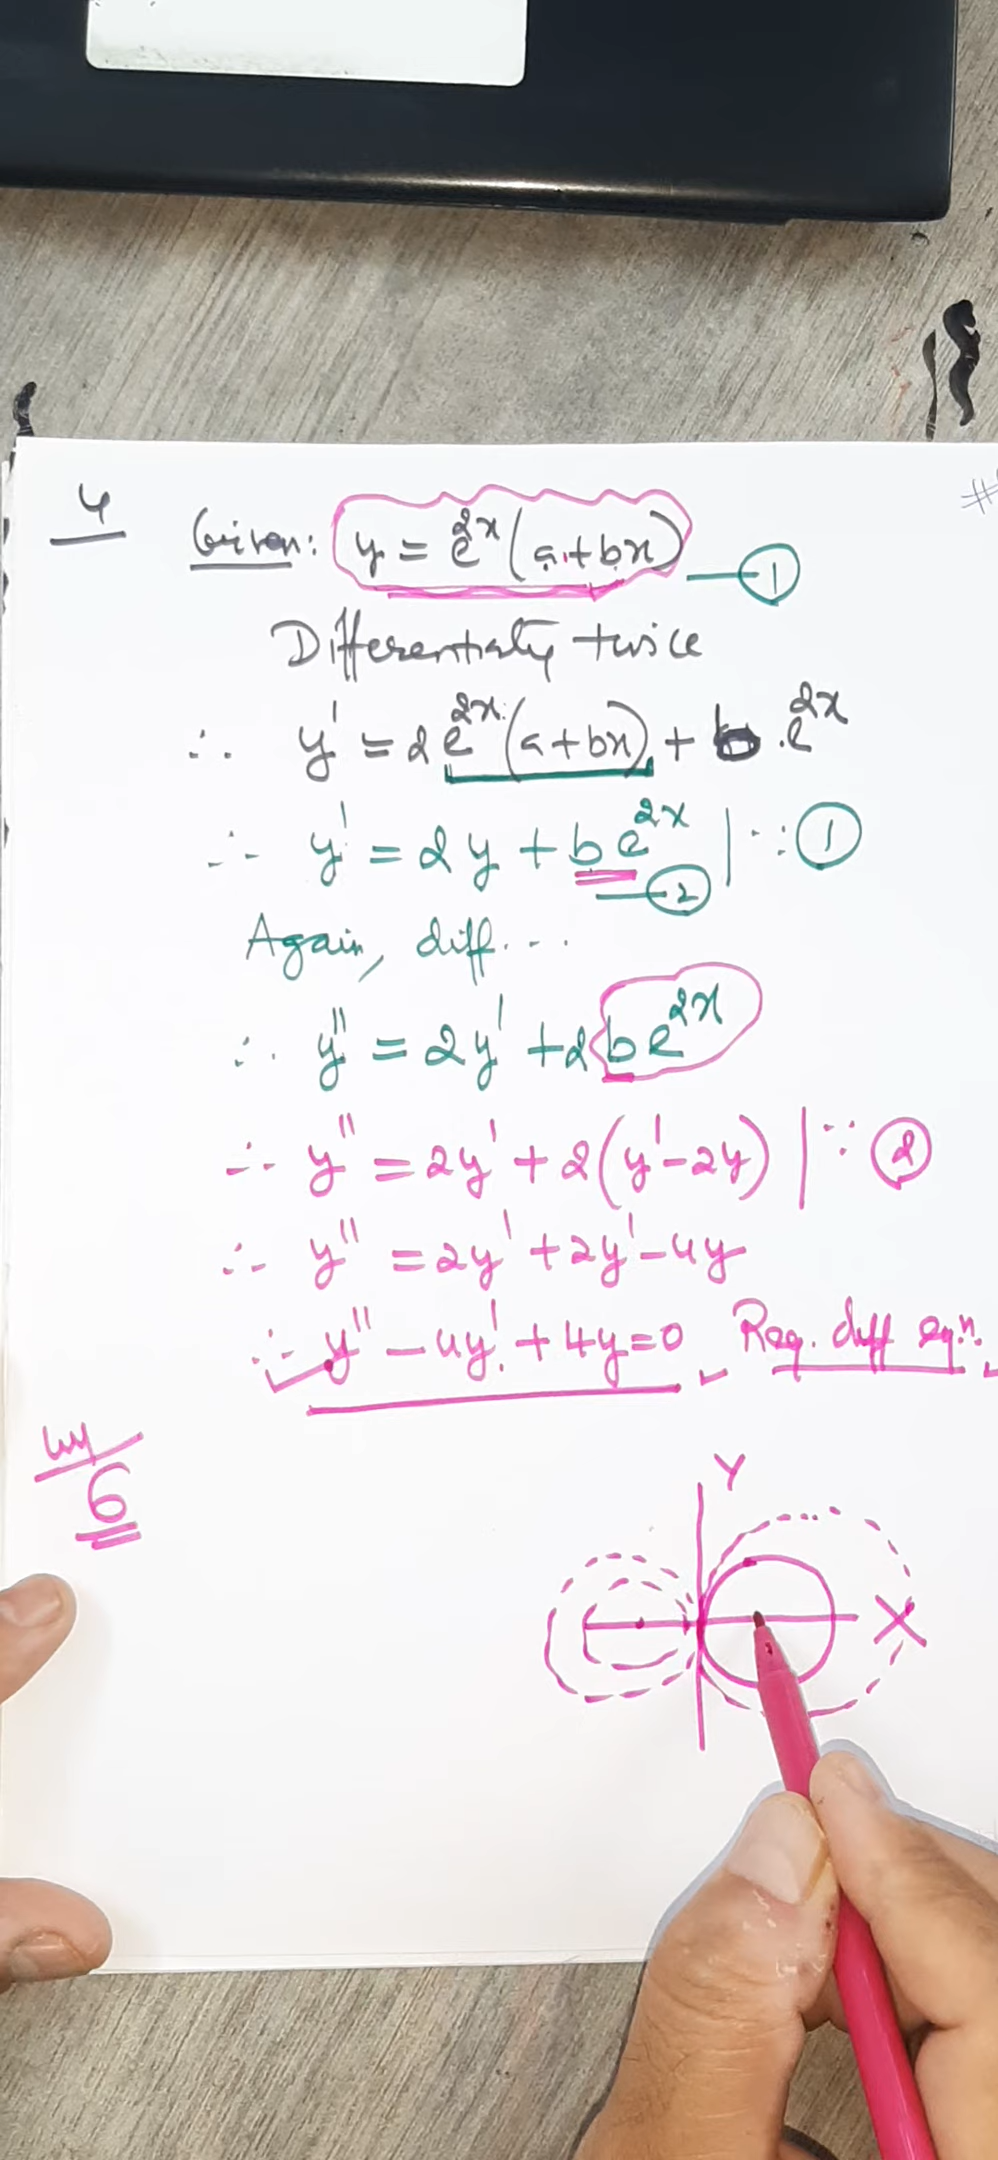 4
Given: y = e^2x (a+bx) — 1
Differentiatg twice
∴ y' = 2e^2x (a+bx) + b.e^2x
∴ y' = 2y + be^2x | ∵ 1
— 2
Again, diff...
∴ y'' = 2y' + 2be^2x
∴ y'' = 2y' + 2(y'-2y) | ∵ 2
∴ y'' = 2y' + 2y' - 4y
∴ y'' - 4y' + 4y = 0 Req. diff eqn.
6
Y
X